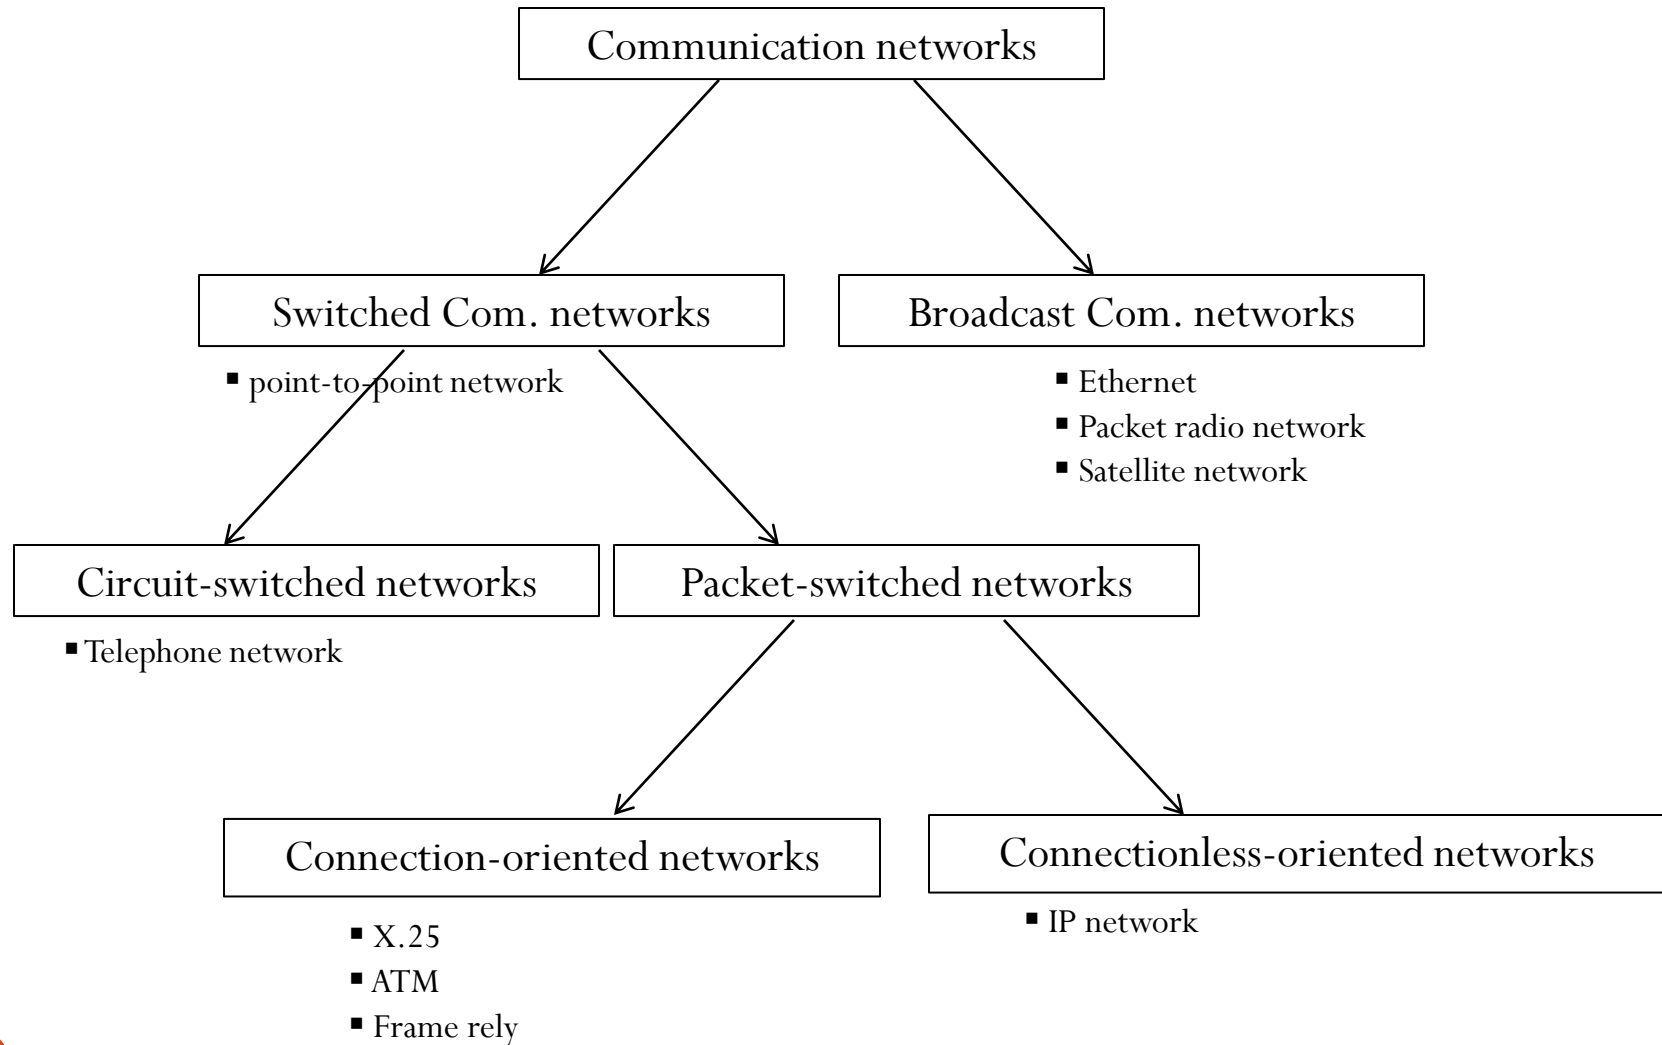 Communication networks
Switched Com. networks
Broadcast Com. networks
▪ point-to-point network
▪ Ethernet
▪ Packet radio network
▪ Satellite network
Circuit-switched networks
Packet-switched networks
▪ Telephone network
Connection-oriented networks
Connectionless-oriented networks
▪ X.25
▪ ATM
▪ Frame rely
▪ IP network